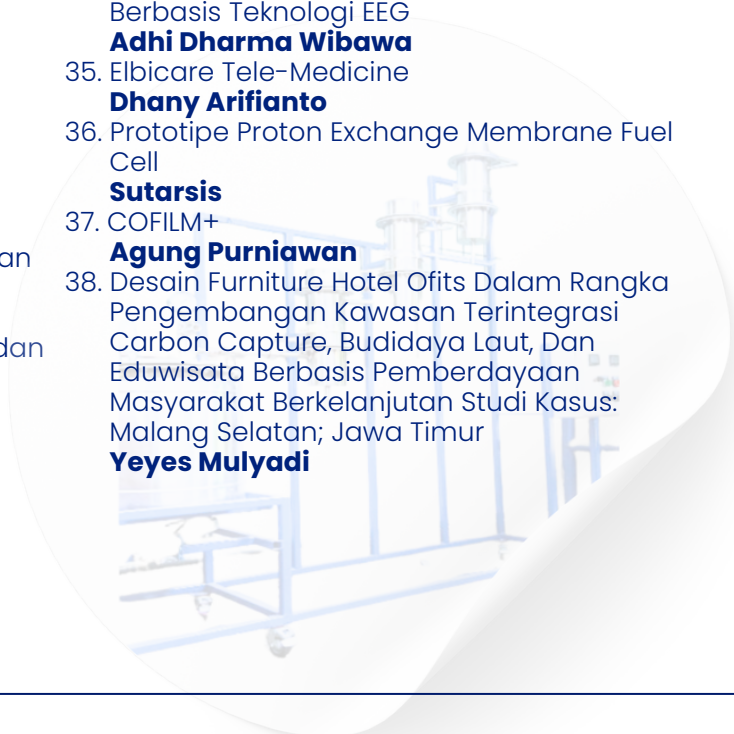 an
dan
Berbasis Teknologi EEG
Adhi Dharma Wibawa
35. Elbicare Tele-Medicine
Dhany Arifianto
36. Prototipe Proton Exchange Membrane Fuel
Cell
Sutarsis
37. COFILM+
Agung Purniawan
38. Desain Furniture Hotel Ofits Dalam Rangka
Pengembangan Kawasan Terintegrasi
Carbon Capture, Budidaya Laut, Dan
Eduwisata Berbasis Pemberdayaan
Masyarakat Berkelanjutan Studi Kasus:
Malang Selatan; Jawa Timur
Yeyes Mulyadi